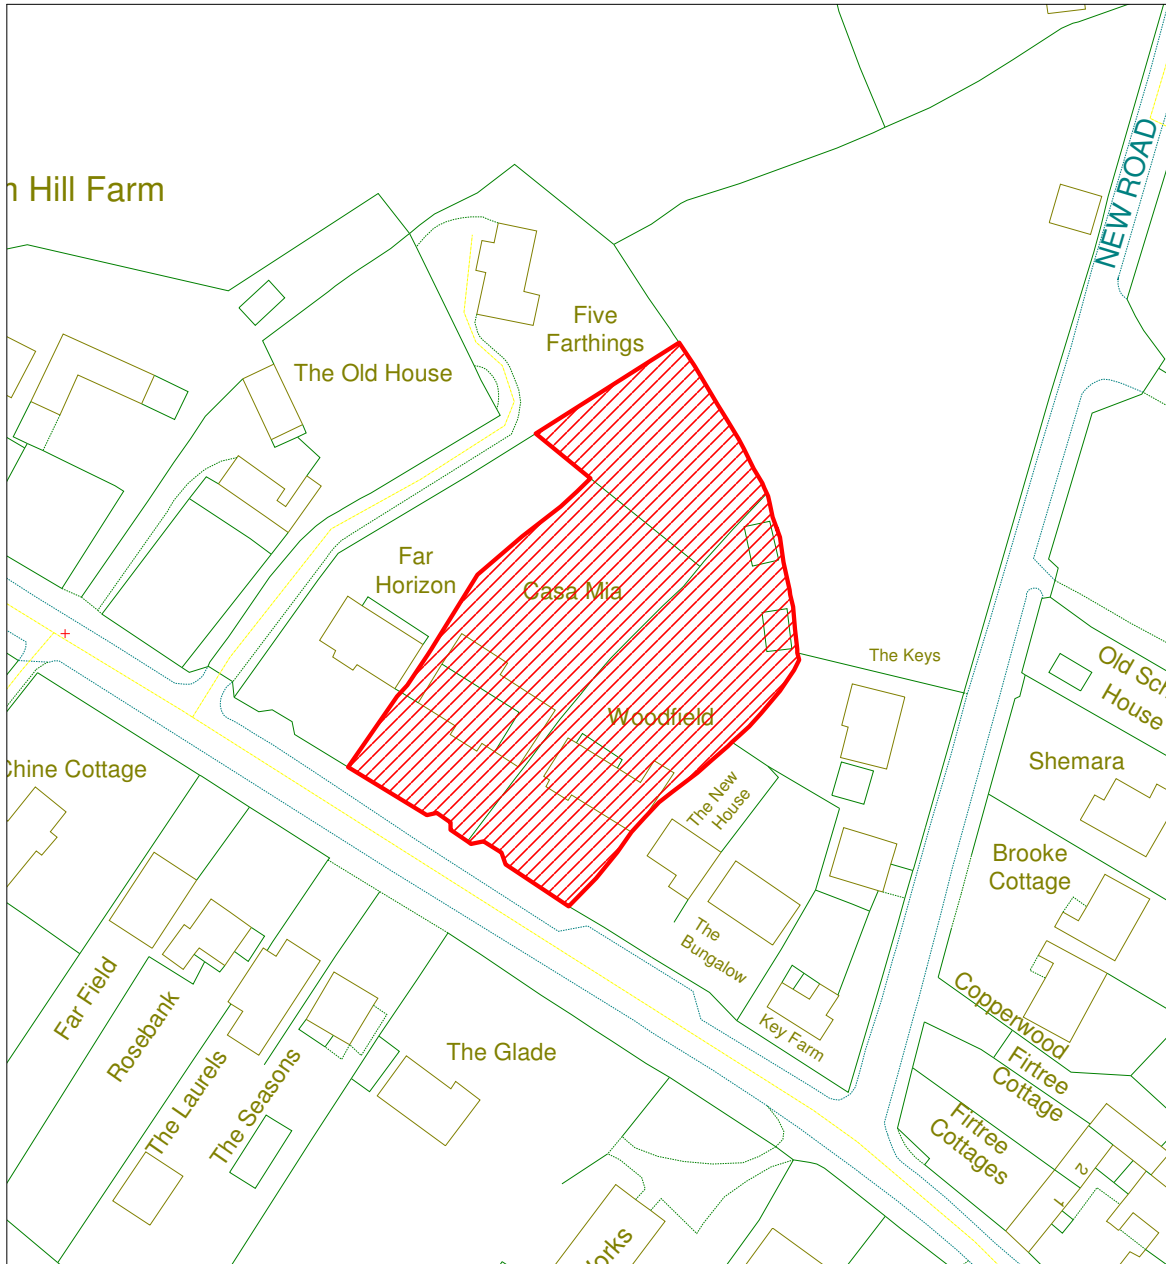 NEW ROAD
n Hill Farm
Five
Farthings
The Old House
Far
Horizon
Casa Mia
The Keys
Old Sch
House
Woodfield
Shemara
Chine Cottage
The New
House
Brooke
Cottage
The
Bungalow
Far Field
Rosebank
Copperwood
Key Farm
The Glade
The Laurels
The Seasons
Firtree
Cottage
Firtree
Cottages
2
1
Works